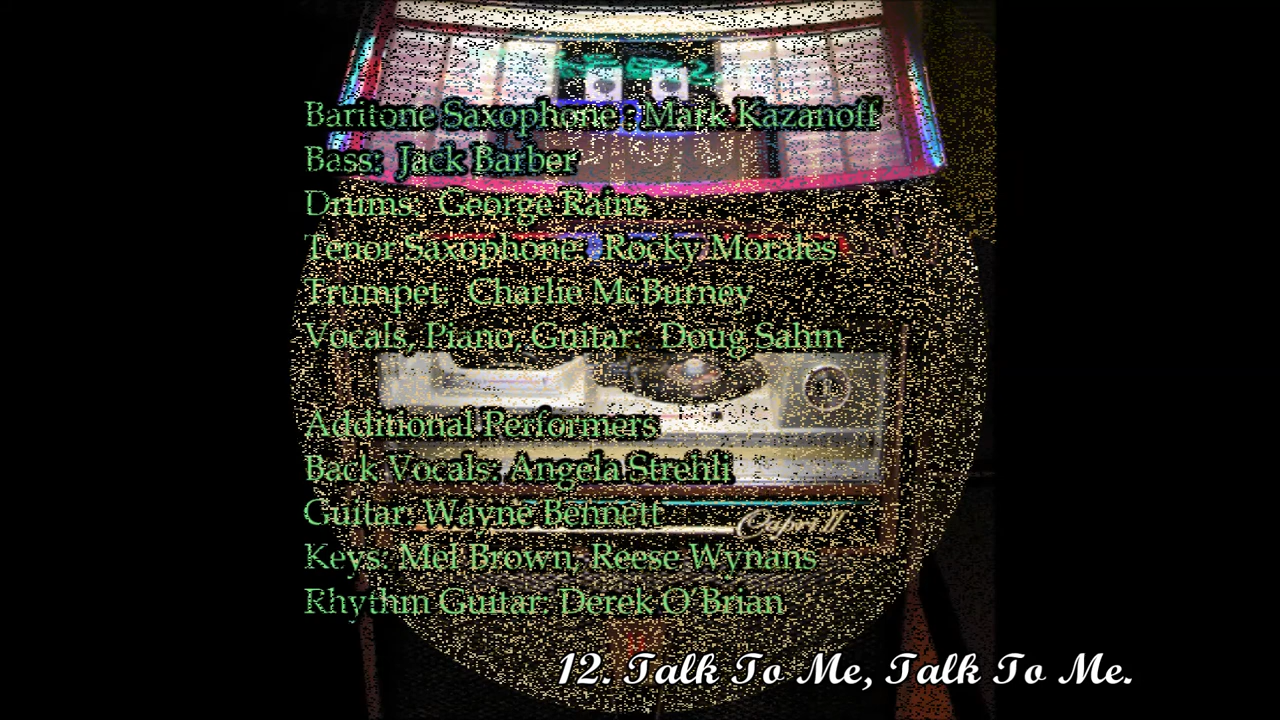 Baritone Saxophone : Mark Kazanoff
Bass: Jack Barber
Drums: George Rains
Tenor Saxophone: Rocky Morales
Trumpet: Charlie McBurney
Vocals, Piano, Guitar: Doug Sahm
Additional Performers
Back Vocals: Angela Strehli
Guitar: Wayne Bennett
Capri II
Keys: Mel Brown, Reese Wynans
Rhythm Guitar: Derek O'Brian
12. Talk To Me, Talk To Me.